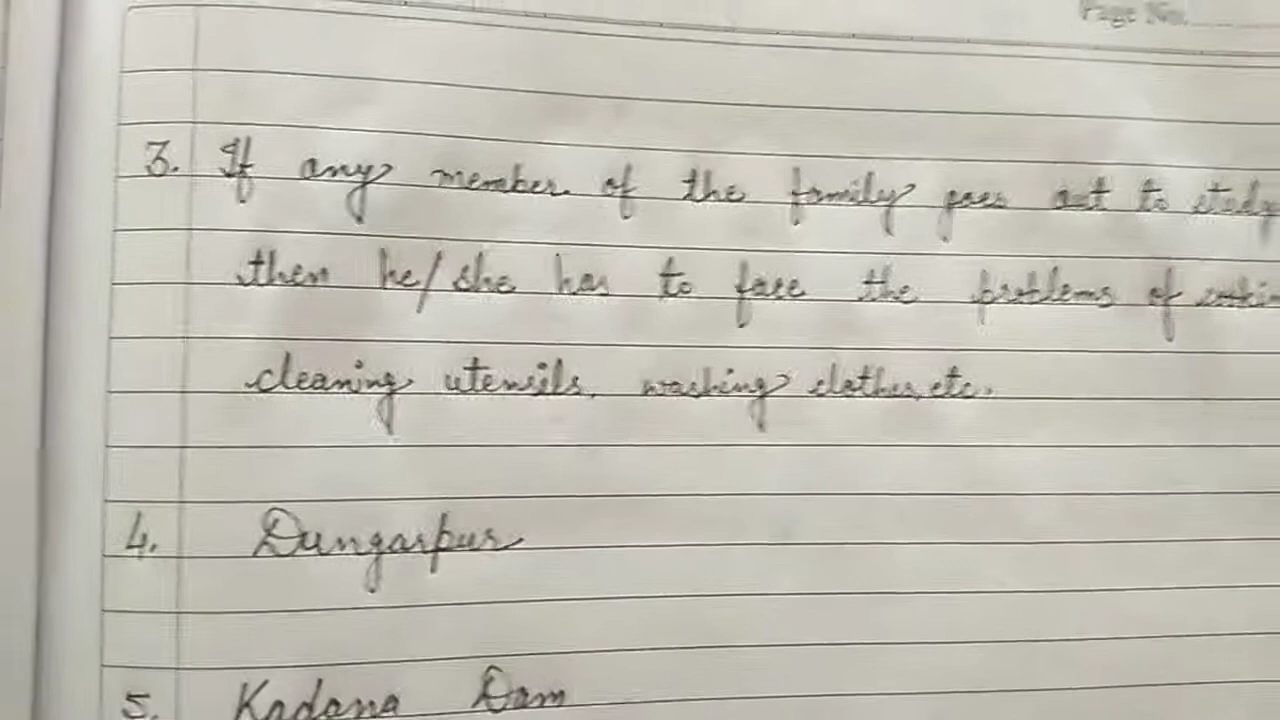 Page No.
3. If any member of the family goes out to study
then he/she has to face the problems of
cleaning utensils, washing clothes, etc.
4. Dungarpur
5. Kadana Dam